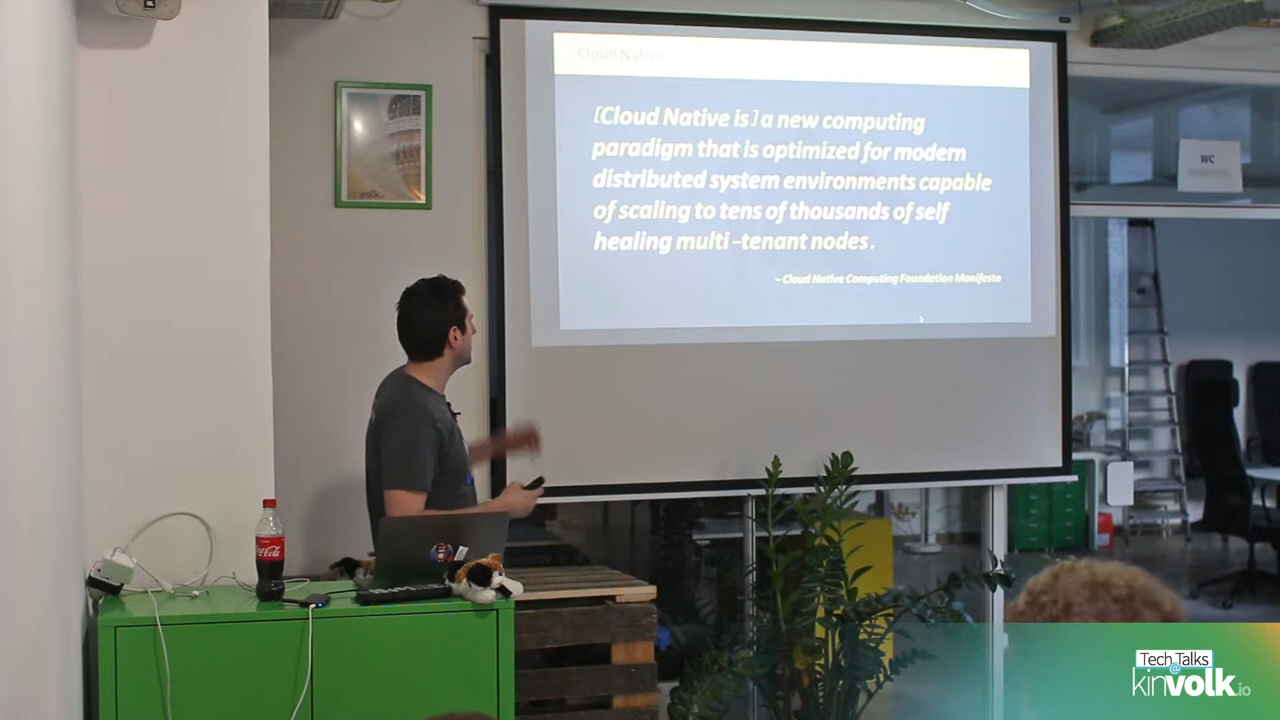 Cloud Native
[Cloud Native is] a new computing
paradigm that is optimized for modern
distributed system environments capable
of scaling to tens of thousands of self
healing multi-tenant nodes.
—Cloud Native Computing Foundation Manifesto
WC
JBL
VOLK
Coca-Cola
Tech Talks
@
kinvolk.io